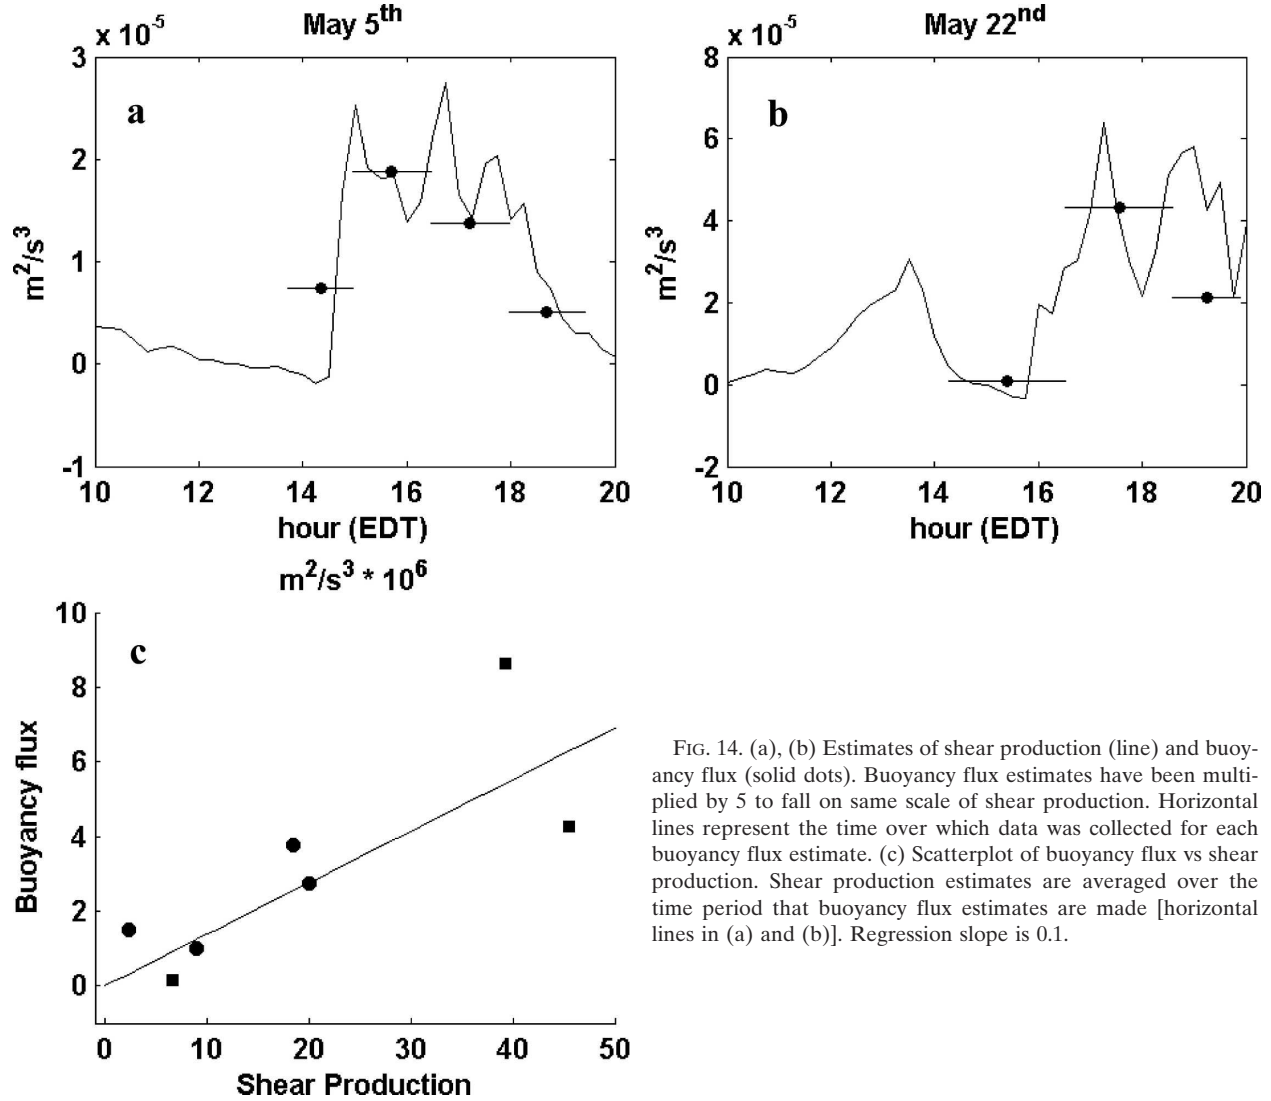 May 5th
x 10-5
a
3
2
1
0
-1
m2/s3
10 12 14 16 18 20
hour (EDT)
May 22nd
x 10-5
b
8
6
4
2
0
-2
m2/s3
10 12 14 16 18 20
hour (EDT)
m2/s3 * 106
c
10
8
6
4
2
0
Buoyancy flux
0 10 20 30 40 50
Shear Production
FIG. 14. (a), (b) Estimates of shear production (line) and buoy-
ancy flux (solid dots). Buoyancy flux estimates have been multi-
plied by 5 to fall on same scale of shear production. Horizontal
lines represent the time over which data was collected for each
buoyancy flux estimate. (c) Scatterplot of buoyancy flux vs shear
production. Shear production estimates are averaged over the
time period that buoyancy flux estimates are made [horizontal
lines in (a) and (b)]. Regression slope is 0.1.